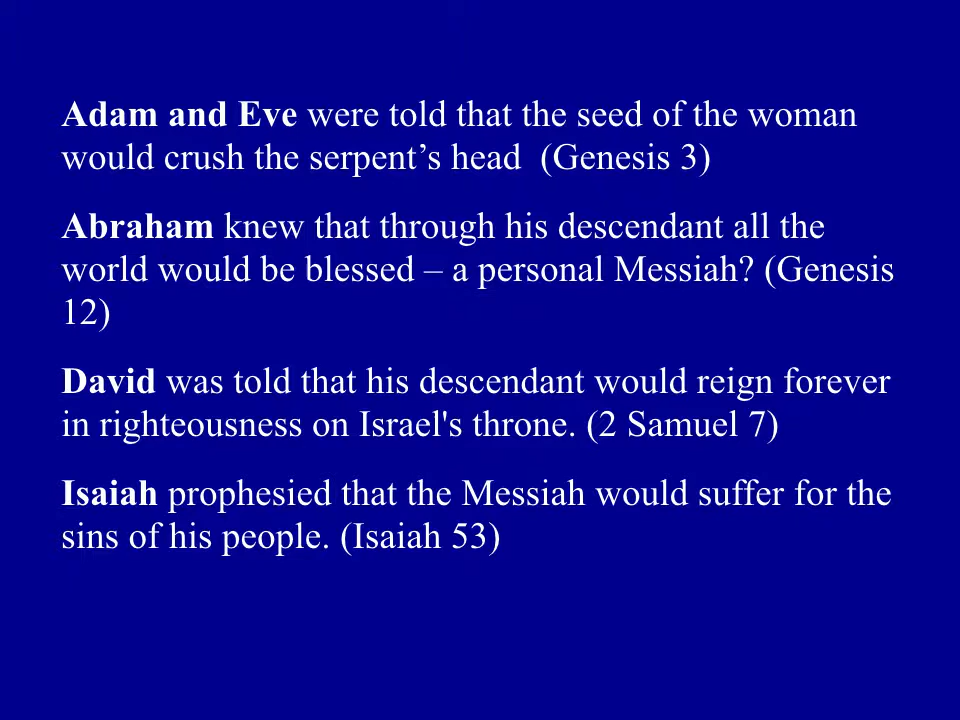 Adam and Eve were told that the seed of the woman
would crush the serpent’s head  (Genesis 3)
Abraham knew that through his descendant all the
world would be blessed – a personal Messiah? (Genesis
12)
David was told that his descendant would reign forever
in righteousness on Israel's throne. (2 Samuel 7)
Isaiah prophesied that the Messiah would suffer for the
sins of his people. (Isaiah 53)